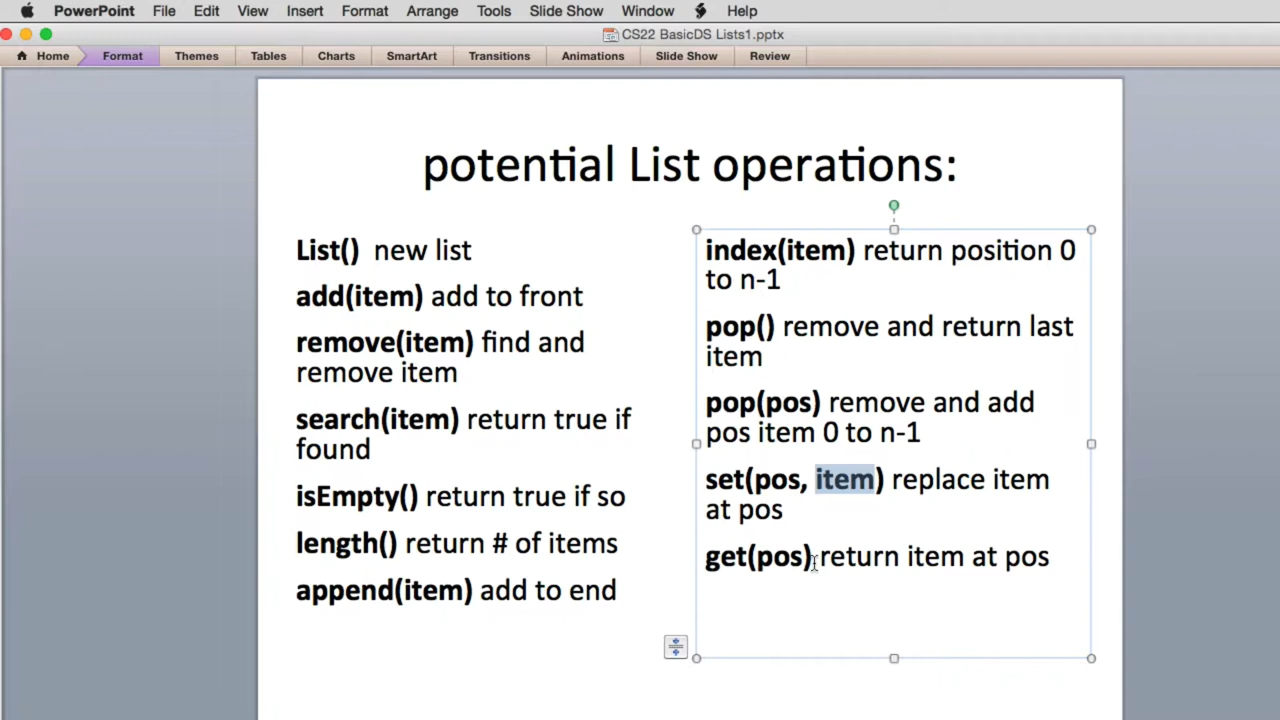 PowerPoint File Edit View Insert Format Arrange Tools Slide Show Window Help
CS22 BasicDS Lists1.pptx
Home Format Themes Tables Charts SmartArt Transitions Animations Slide Show Review
potential List operations:
List() new list
add(item) add to front
remove(item) find and
remove item
search(item) return true if
found
isEmpty() return true if so
length() return # of items
append(item) add to end
index(item) return position 0
to n-1
pop() remove and return last
item
pop(pos) remove and add
pos item 0 to n-1
set(pos, item) replace item
at pos
get(pos) return item at pos